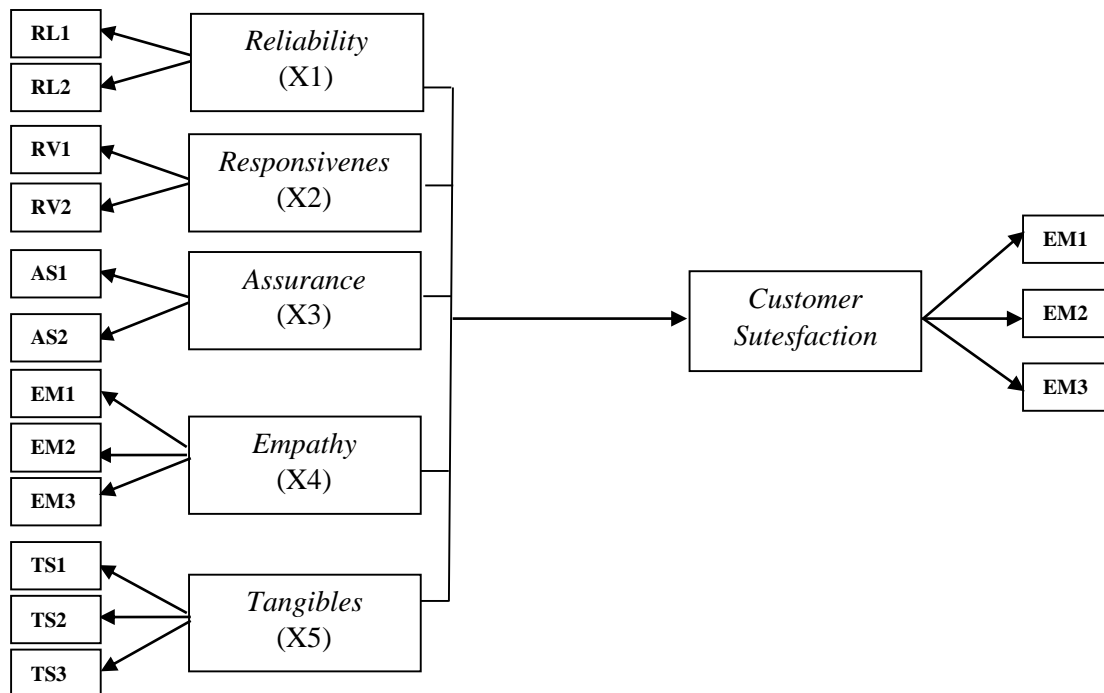 RL1
RL2
Reliability
(X1)
RV1
RV2
Responsivenes
(X2)
AS1
AS2
Assurance
(X3)
EM1
EM2
EM3
Empathy
(X4)
TS1
TS2
TS3
Tangibles
(X5)
Customer
Sutesfaction
EM1
EM2
EM3